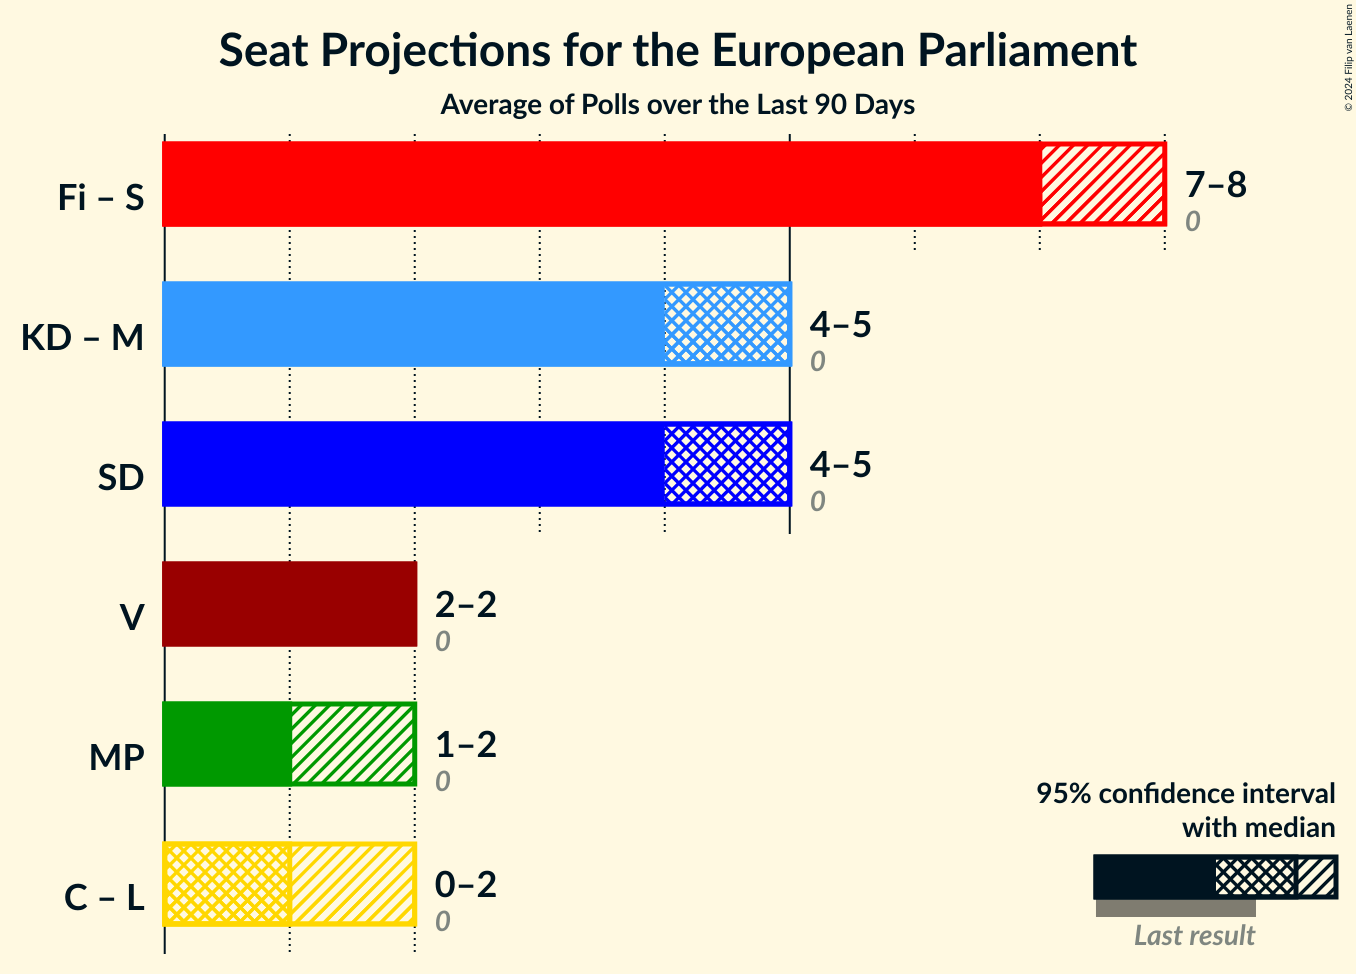 Seat Projections for the European Parliament
Average of Polls over the Last 90 Days
© 2024 Filip van Laenen
Fi – S
7–8
0
KD – M
4–5
0
SD
4–5
0
V
2–2
0
MP
1–2
0
C – L
0–2
0
95% confidence interval
with median
Last result